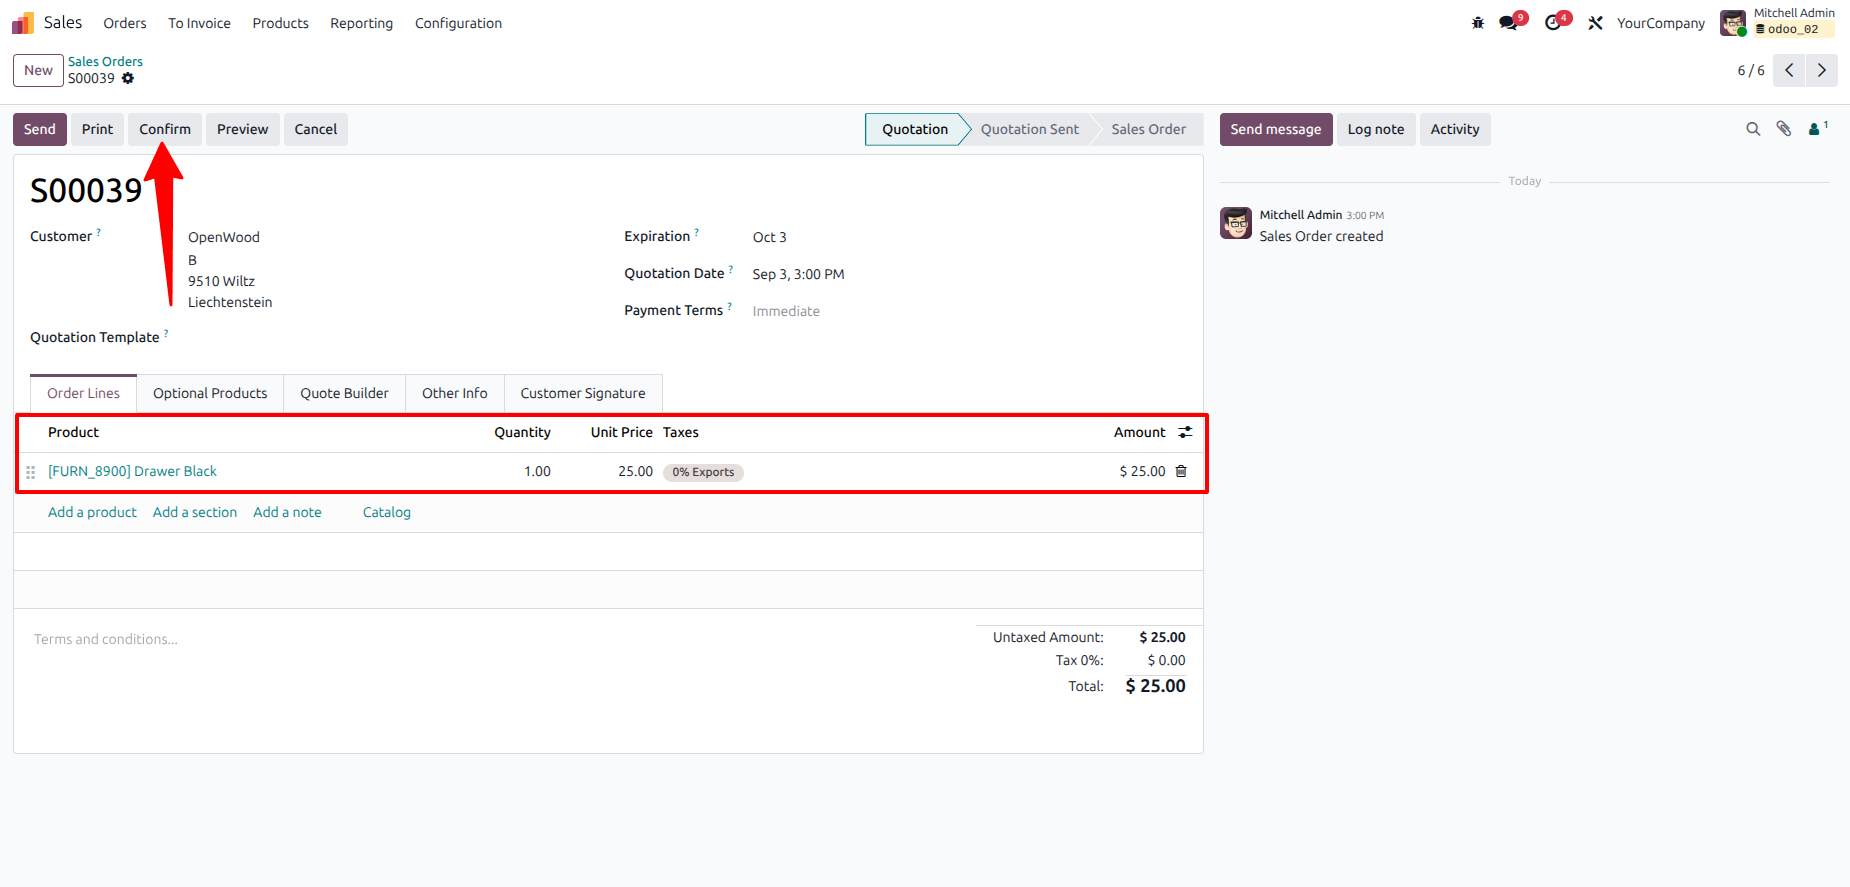 Sales Orders To Invoice Products Reporting Configuration 9 4 YourCompany Mitchell Admin
odoo_02
New Sales Orders
S00039 6 / 6
Send Print Confirm Preview Cancel Quotation Quotation Sent Sales Order Send message Log note Activity 1
S00039
Customer ? OpenWood
B
9510 Wiltz
Liechtenstein
Quotation Template ?
Expiration ? Oct 3
Quotation Date ? Sep 3, 3:00 PM
Payment Terms ? Immediate
Order Lines Optional Products Quote Builder Other Info Customer Signature
Product Quantity Unit Price Taxes Amount
[FURN_8900] Drawer Black 1.00 25.00 0% Exports $ 25.00
Add a product Add a section Add a note Catalog
Terms and conditions...
Untaxed Amount: $ 25.00
Tax 0%: $ 0.00
Total: $ 25.00
Today
Mitchell Admin 3:00 PM
Sales Order created